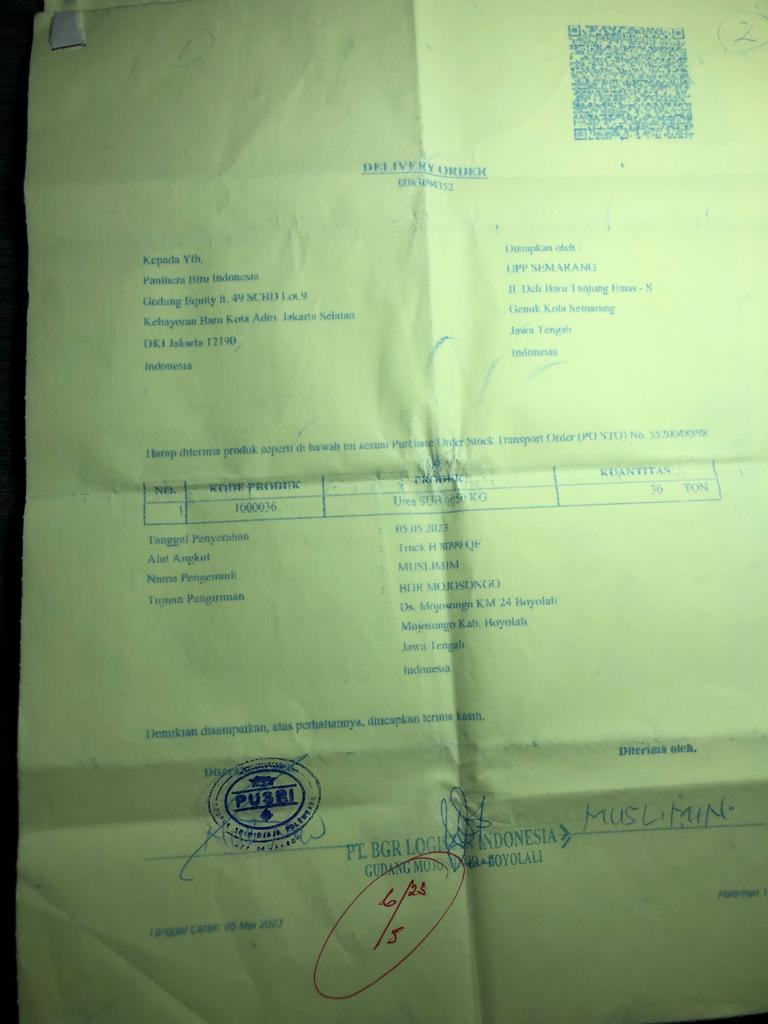 1
2
DELIVERY ORDER
0083094352
Kepada Yth,
Panthera Biru Indonesia
Gedung Equity lt. 49 SCBD Lot.9
Kebayoran Baru Kota Adm. Jakarta Selatan
DKI Jakarta 12190
Indonesia
Disiapkan oleh :
UPP SEMARANG
Jl. Deli Baru Tanjung Emas - S
Genuk Kota Semarang
Jawa Tengah
Indonesia
Harap diterima produk seperti di bawah ini sesuai Purchase Order Stock Transport Order (PO STO) No. 5520048898
NO. KODE PRODUK PRODUK KUANTITAS
1 1000036 Urea SUB @50 KG 30 TON
Tanggal Penyerahan : 05.05.2023
Alat Angkut : Truck H 8099 QF
Nama Pengemudi : MUSLIMIM
Tujuan Pengiriman : BGR MOJOSONGO
Ds. Mojosongo KM 24 Boyolali
Mojosongo Kab. Boyolali
Jawa Tengah
Indonesia
Demikian disampaikan, atas perhatiannya, diucapkan terima kasih.
Diterima oleh,
PUSRI
PUPUK SRIWIDJAJA PALEMBANG
MUSLIMIN.
PT. BGR LOGISTIK INDONESIA
GUDANG MOJOSONGO - BOYOLALI
6/5 23
Tanggal Cetak: 05 Mei 2023
Halaman 1